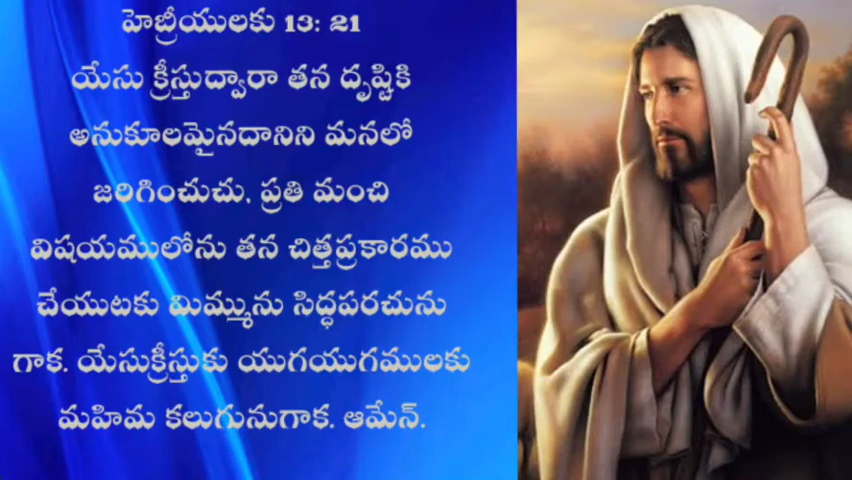 హెబ్రీయులకు 13: 21
యేసు క్రీస్తుద్వారా తన దృష్టికి
అనుకూలమైనదానిని మనలో
జరిగించుచు, ప్రతి మంచి
విషయములోను తన చిత్తప్రకారము
చేయుటకు మిమ్మును సిద్ధపరచును
గాక. యేసుక్రీస్తుకు యుగయుగములకు
మహిమ కలుగునుగాక. ఆమేన్.